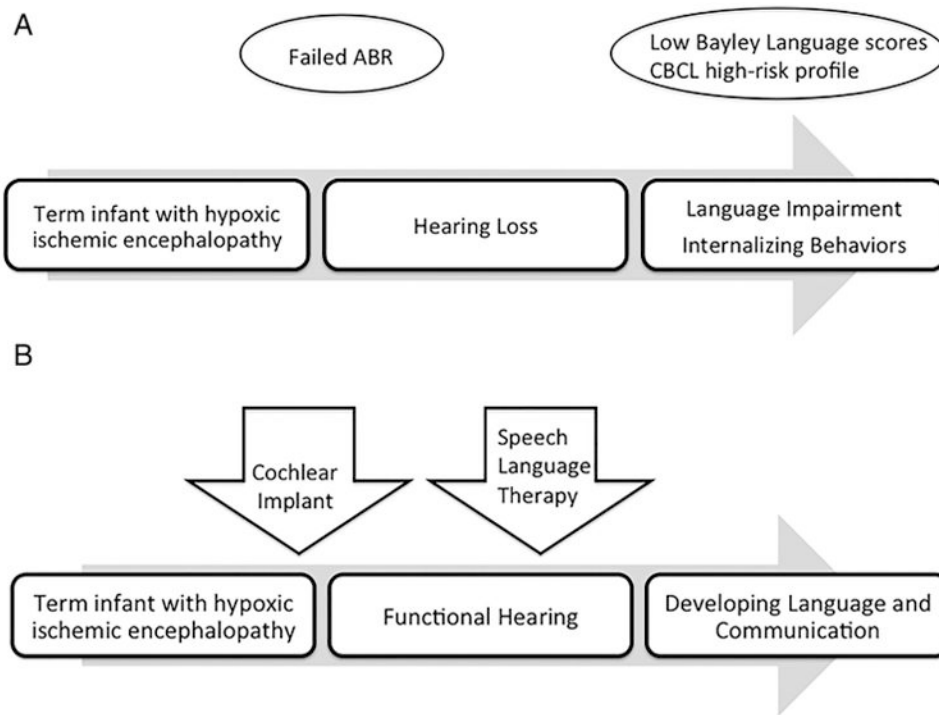 A
Failed ABR
Low Bayley Language scores
CBCL high-risk profile
Term infant with hypoxic
ischemic encephalopathy
Hearing Loss
Language Impairment
Internalizing Behaviors
B
Cochlear
Implant
Speech
Language
Therapy
Term infant with hypoxic
ischemic encephalopathy
Functional Hearing
Developing Language and
Communication